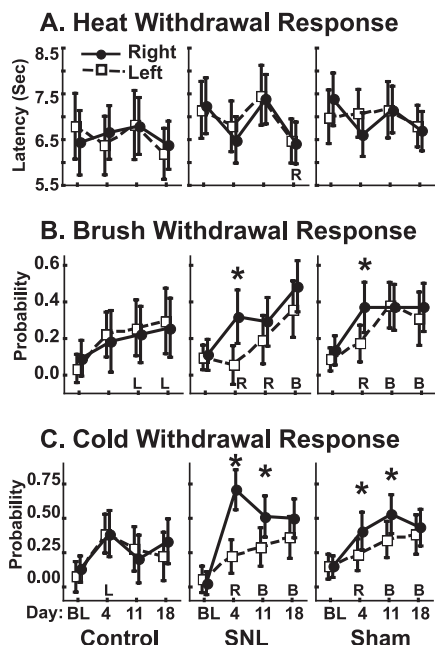 A. Heat Withdrawal Response
Latency (Sec)
8.5
7.5
6.5
5.5
Right
Left
R
B. Brush Withdrawal Response
Probability
0.6
0.4
0.2
0.0
L L
* R R B
* R B B
C. Cold Withdrawal Response
Probability
0.75
0.50
0.25
0.00
L
* * R B B
* * R B B
Day: BL 4 11 18 BL 4 11 18 BL 4 11 18
Control SNL Sham